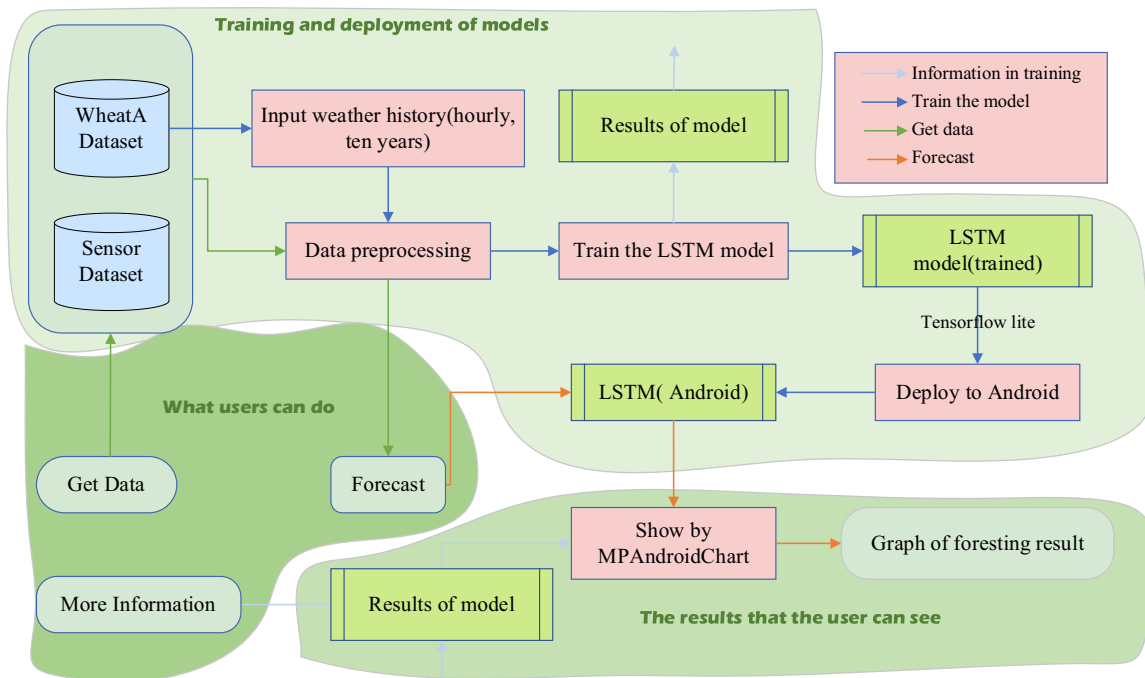 Training and deployment of models
WheatA
Dataset
Input weather history(hourly,
ten years)
Results of model
Information in training
Train the model
Get data
Forecast
Sensor
Dataset
Data preprocessing
Train the LSTM model
LSTM
model(trained)
Tensorflow lite
What users can do
LSTM( Android)
Deploy to Android
Get Data
Forecast
Show by
MPAndroidChart
Graph of foresting result
More Information
Results of model
The results that the user can see